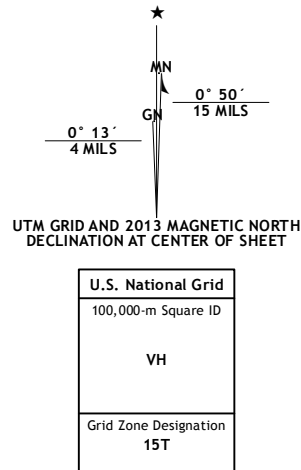 ★
MN
0° 50´
15 MILS
GN
0° 13´
4 MILS
UTM GRID AND 2013 MAGNETIC NORTH
DECLINATION AT CENTER OF SHEET
U.S. National Grid
100,000-m Square ID
VH
Grid Zone Designation
15T